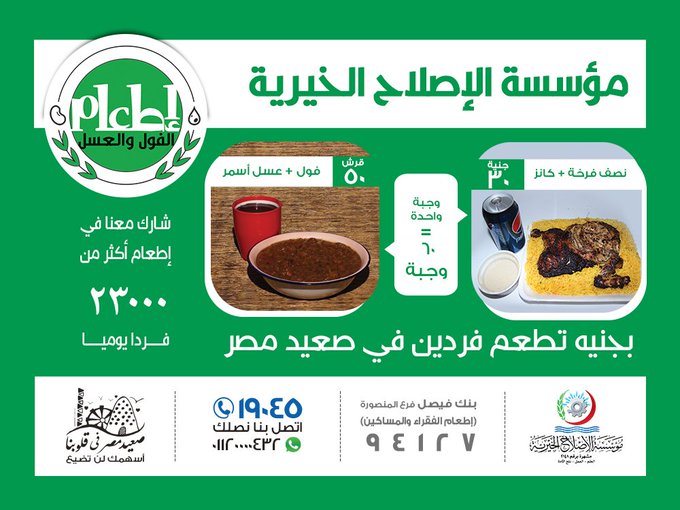 مؤسسة الإصلاح الخيرية
إطعام
الفول والعسل
نصف فرخة + كانز
٣٠ جنية
فول + عسل أسمر
٥٠ قرش
وجبة
واحدة
=
٦٠
وجبة
شارك معنا في
إطعام أكثر من
٢٣٠٠٠
فردا يوميا
بجنيه تطعم فردين في صعيد مصر
مؤسسة الإصلاح الخيرية
بنك فيصل فرع المنصورة
(إطعام الفقراء والمساكين)
٩٤١٢٧
١٩٠٤٥
اتصل بنا نصلك
٠١١٢٠٠٠٠٤٣٢
صعيد مصر في قلوبنا
أسهمك لن تضيع